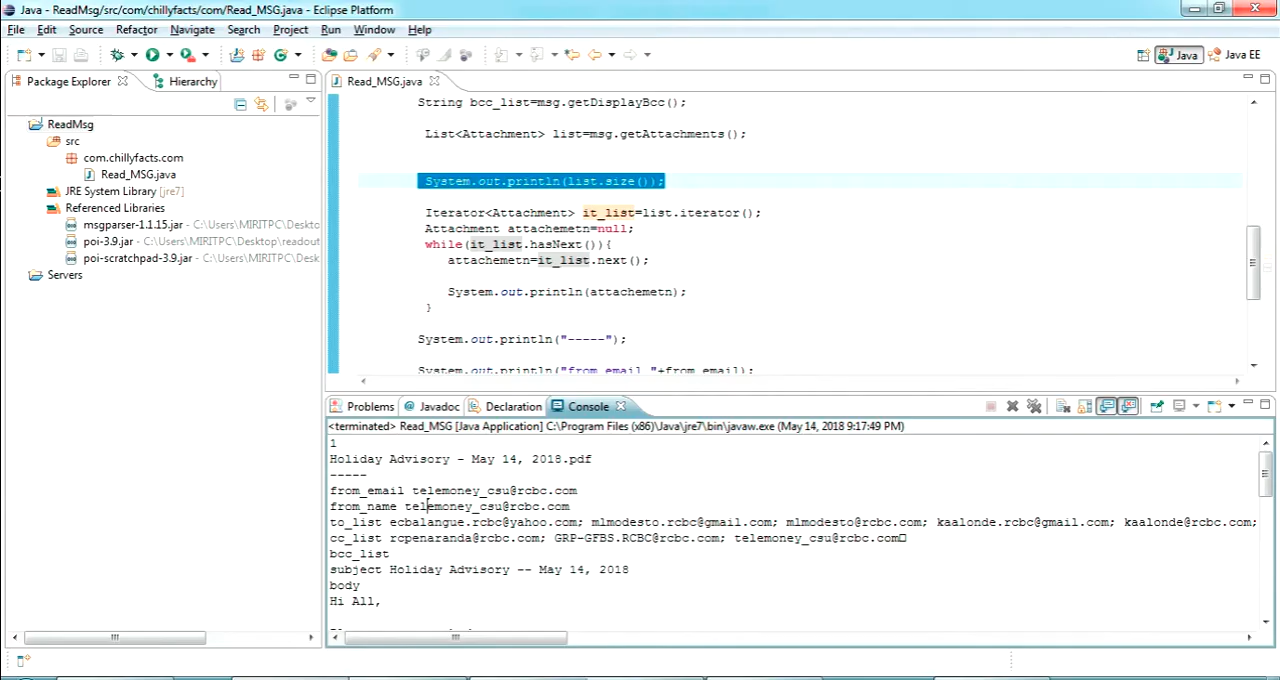 Java - ReadMsg/src/com/chillyfacts/com/Read_MSG.java - Eclipse Platform
File Edit Source Refactor Navigate Search Project Run Window Help
Java Java EE
Package Explorer Hierarchy
ReadMsg
src
com.chillyfacts.com
Read_MSG.java
JRE System Library [jre7]
Referenced Libraries
msgparser-1.1.15.jar - C:\Users\MIRITPC\Deskto
poi-3.9.jar - C:\Users\MIRITPC\Desktop\readout
poi-scratchpad-3.9.jar - C:\Users\MIRITPC\Desk
Servers
Read_MSG.java
String bcc_list=msg.getDisplayBcc();
List<Attachment> list=msg.getAttachments();
System.out.println(list.size());
Iterator<Attachment> it_list=list.iterator();
Attachment attachemetn=null;
while(it_list.hasNext()){
attachemetn=it_list.next();
System.out.println(attachemetn);
}
System.out.println("-----");
System.out.println("from_email "+from_email);
Problems Javadoc Declaration Console
<terminated> Read_MSG [Java Application] C:\Program Files (x86)\Java\jre7\bin\javaw.exe (May 14, 2018 9:17:49 PM)
1
Holiday Advisory - May 14, 2018.pdf
-----
from_email telemoney_csu@rcbc.com
from_name telemoney_csu@rcbc.com
to_list ecbalangue.rcbc@yahoo.com; mlmodesto.rcbc@gmail.com; mlmodesto@rcbc.com; kaalonde.rcbc@gmail.com; kaalonde@rcbc.com;
cc_list rcpenaranda@rcbc.com; GRP-GFBS.RCBC@rcbc.com; telemoney_csu@rcbc.com
bcc_list
subject Holiday Advisory -- May 14, 2018
body
Hi All,